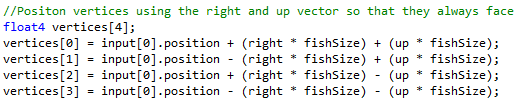 //Positon vertices using the right and up vector so that they always face
float4 vertices[4];
vertices[0] = input[0].position + (right * fishSize) + (up * fishSize);
vertices[1] = input[0].position - (right * fishSize) + (up * fishSize);
vertices[2] = input[0].position + (right * fishSize) - (up * fishSize);
vertices[3] = input[0].position - (right * fishSize) - (up * fishSize);